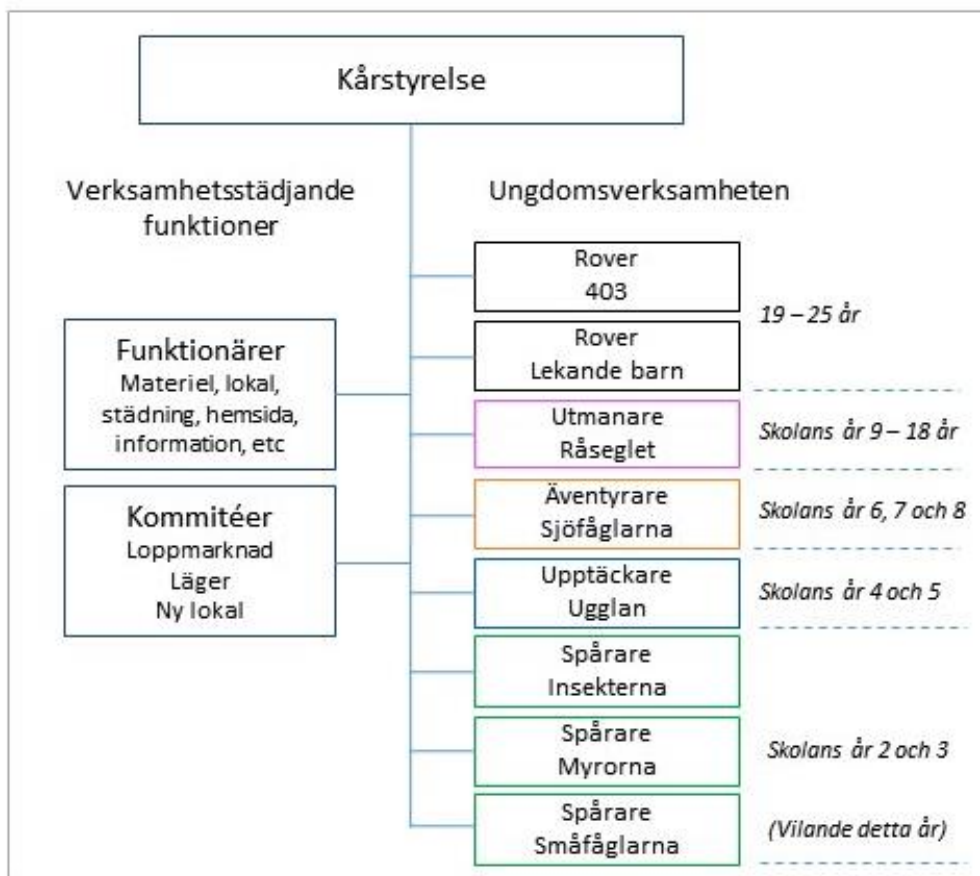 Kårstyrelse
Verksamhetsstädjande
funktioner
Funktionärer
Materiel, lokal,
städning, hemsida,
information, etc
Kommitéer
Loppmarknad
Läger
Ny lokal
Ungdomsverksamheten
Rover
403
Rover
Lekande barn
19 – 25 år
Utmanare
Råseglet
Skolans år 9 – 18 år
Äventyrare
Sjöfåglarna
Skolans år 6, 7 och 8
Upptäckare
Ugglan
Skolans år 4 och 5
Spårare
Insekterna
Spårare
Myrorna
Skolans år 2 och 3
Spårare
Småfåglarna
(Vilande detta år)